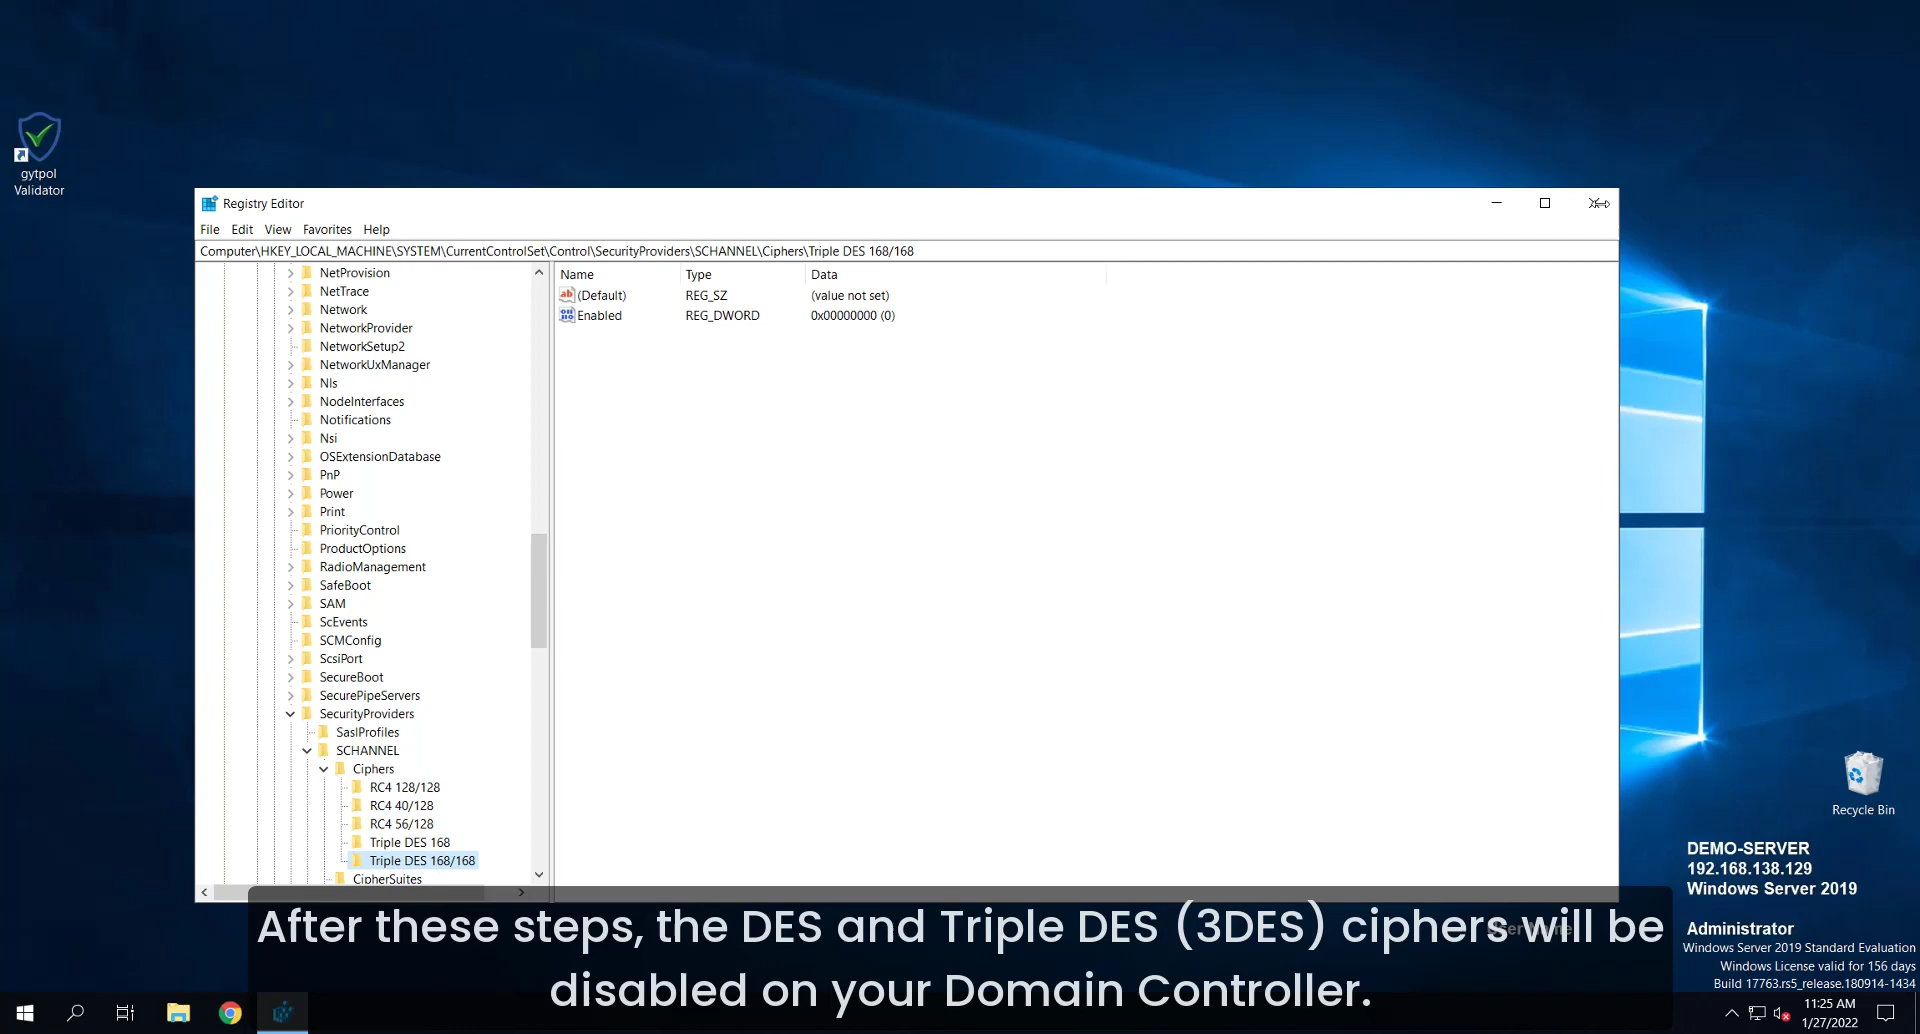 gytpol
Validator
Registry Editor
File Edit View Favorites Help
Computer\HKEY_LOCAL_MACHINE\SYSTEM\CurrentControlSet\Control\SecurityProviders\SCHANNEL\Ciphers\Triple DES 168/168
NetProvision
NetTrace
Network
NetworkProvider
NetworkSetup2
NetworkUxManager
Nls
NodeInterfaces
Notifications
Nsi
OSExtensionDatabase
PnP
Power
Print
PriorityControl
ProductOptions
RadioManagement
SafeBoot
SAM
ScEvents
SCMConfig
ScsiPort
SecureBoot
SecurePipeServers
SecurityProviders
SaslProfiles
SCHANNEL
Ciphers
RC4 128/128
RC4 40/128
RC4 56/128
Triple DES 168
Triple DES 168/168
CipherSuites
Name Type Data
(Default) REG_SZ (value not set)
Enabled REG_DWORD 0x00000000 (0)
Recycle Bin
DEMO-SERVER
192.168.138.129
Windows Server 2019
User Name:
Administrator
Windows Server 2019 Standard Evaluation
Windows License valid for 156 days
Build 17763.rs5_release.180914-1434
After these steps, the DES and Triple DES (3DES) ciphers will be
disabled on your Domain Controller.
11:25 AM
1/27/2022